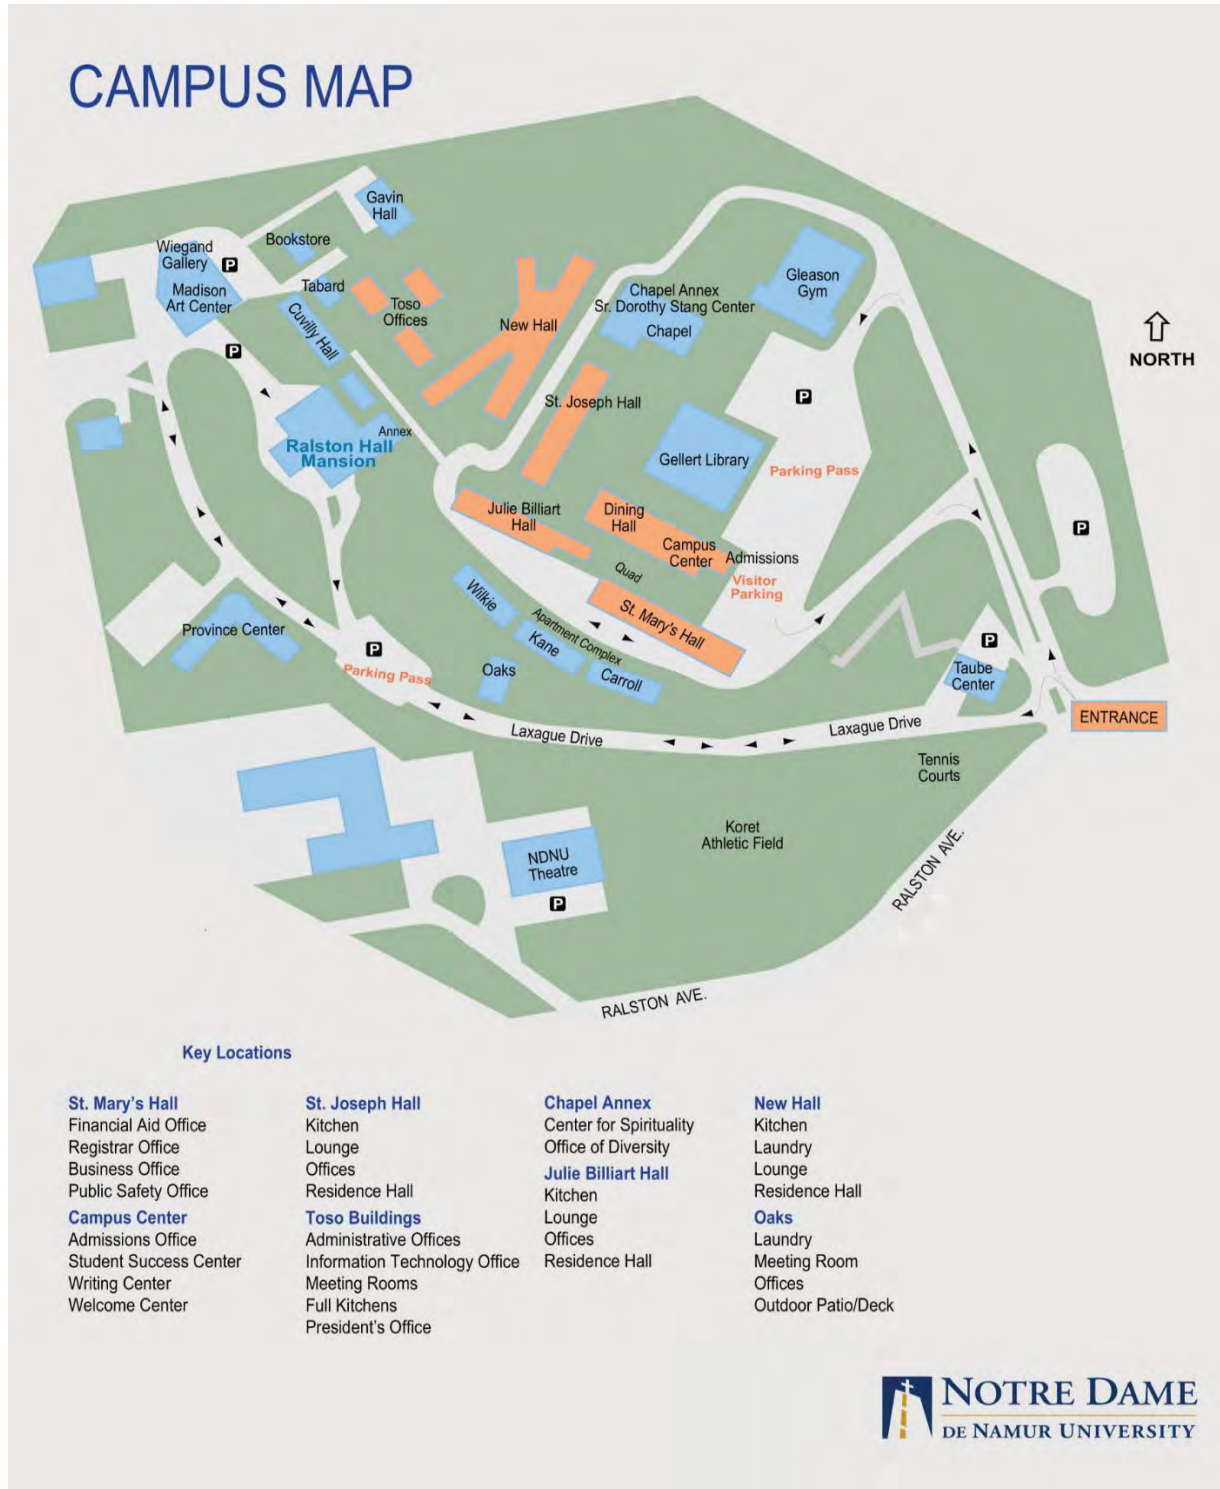 CAMPUS MAP
Gavin
Hall
Bookstore
Wiegand
Gallery
P
Madison
Art Center
Tabard
Toso
Offices
Cuvilly Hall
New Hall
Chapel Annex
Sr. Dorothy Stang Center
Chapel
Gleason
Gym
NORTH
P
P
St. Joseph Hall
Annex
Ralston Hall
Mansion
Gellert Library
Parking Pass
Julie Billiart
Hall
Dining
Hall
Campus
Center
Admissions
P
Quad
Visitor
Parking
Wilkie
St. Mary's Hall
Apartment Complex
Kane
Province Center
P
P
Parking Pass
Oaks
Carroll
Taube
Center
ENTRANCE
Laxague Drive
Laxague Drive
Tennis
Courts
Koret
Athletic Field
RALSTON AVE.
NDNU
Theatre
P
RALSTON AVE.
Key Locations
St. Mary's Hall
Financial Aid Office
Registrar Office
Business Office
Public Safety Office
Campus Center
Admissions Office
Student Success Center
Writing Center
Welcome Center
St. Joseph Hall
Kitchen
Lounge
Offices
Residence Hall
Toso Buildings
Administrative Offices
Information Technology Office
Meeting Rooms
Full Kitchens
President's Office
Chapel Annex
Center for Spirituality
Office of Diversity
Julie Billiart Hall
Kitchen
Lounge
Offices
Residence Hall
New Hall
Kitchen
Laundry
Lounge
Residence Hall
Oaks
Laundry
Meeting Room
Offices
Outdoor Patio/Deck
NOTRE DAME
DE NAMUR UNIVERSITY